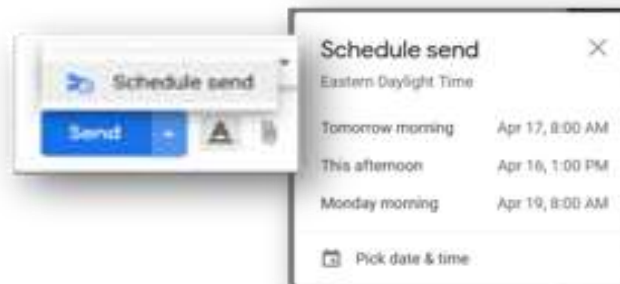 Schedule send
Send
Schedule send
Eastern Daylight Time
Tomorrow morning Apr 17, 8:00 AM
This afternoon Apr 16, 1:00 PM
Monday morning Apr 19, 8:00 AM
Pick date & time